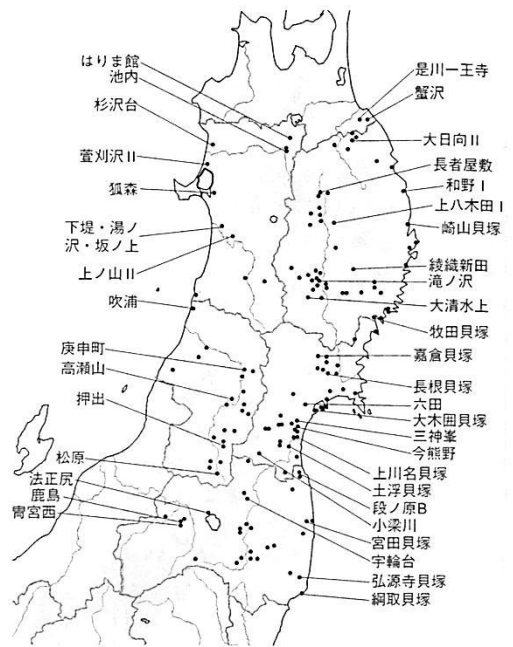 はりま館
池内
杉沢台
萱刈沢II
狐森
下堤・湯ノ
沢・坂ノ上
上ノ山II
吹浦
庚申町
高瀬山
押出
松原
法正尻
鹿島
冑宮西
是川一王寺
蟹沢
大日向II
長者屋敷
和野I
上八木田I
崎山貝塚
綾織新田
滝ノ沢
大清水上
牧田貝塚
嘉倉貝塚
長根貝塚
六田
大木囲貝塚
三神峯
今熊野
上川名貝塚
土浮貝塚
段ノ原B
小梁川
宮田貝塚
宇輪台
弘源寺貝塚
綱取貝塚